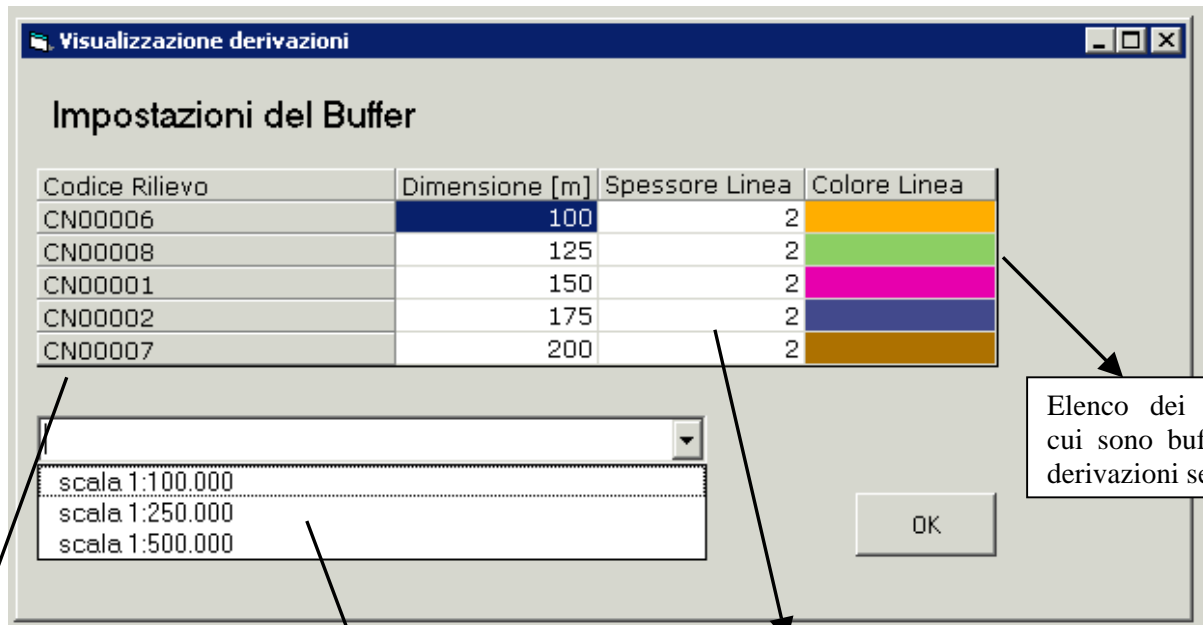 Visualizzazione derivazioni
Impostazioni del Buffer
Codice Rilievo Dimensione [m] Spessore Linea Colore Linea
CN00006 100 2
CN00008 125 2
CN00001 150 2
CN00002 175 2
CN00007 200 2
Elenco dei
cui sono
derivazioni
scala 1:100.000
scala 1:250.000
scala 1:500.000
OK